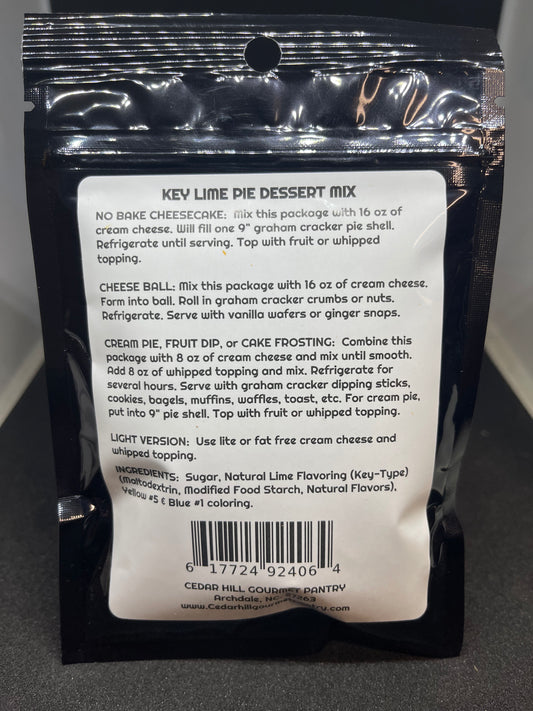 KEY LIME PIE DESSERT MIX
NO BAKE CHEESECAKE: Mix this package with 16 oz of
cream cheese. Will fill one 9" graham cracker pie shell.
Refrigerate until serving. Top with fruit or whipped
topping.
CHEESE BALL: Mix this package with 16 oz of cream cheese.
Form into ball. Roll in graham cracker crumbs or nuts.
Refrigerate. Serve with vanilla wafers or ginger snaps.
CREAM PIE, FRUIT DIP, or CAKE FROSTING: Combine this
package with 8 oz of cream cheese and mix until smooth.
Add 8 oz of whipped topping and mix. Refrigerate for
several hours. Serve with graham cracker dipping sticks,
cookies, bagels, muffins, waffles, toast, etc. For cream pie,
put into 9" pie shell. Top with fruit or whipped topping.
LIGHT VERSION: Use lite or fat free cream cheese and
whipped topping.
INGREDIENTS: Sugar, Natural Lime Flavoring (Key-Type)
(Maltodextrin, Modified Food Starch, Natural Flavors),
Yellow #5 & Blue #1 coloring.
6 17724 92406 4
CEDAR HILL GOURMET PANTRY
Archdale, NC 27263
www.Cedarhillgourmetpantry.com